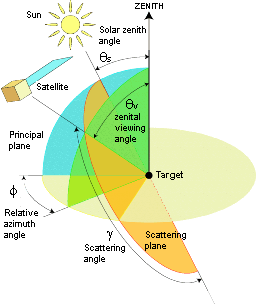 Sun
Solar zenith
angle
ZENITH
Θs
Satellite
Θv
zenital
viewing
angle
Principal
plane
Target
ϕ
Relative
azimuth
angle
γ
Scattering
angle
Scattering
plane